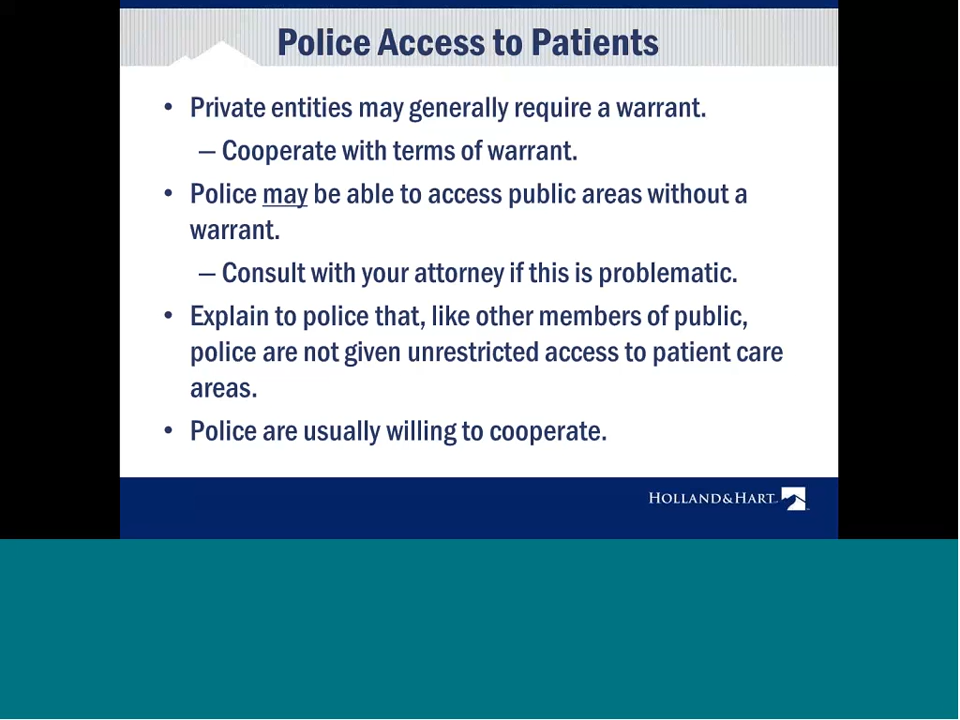 Police Access to Patients
• Private entities may generally require a warrant.
– Cooperate with terms of warrant.
• Police may be able to access public areas without a
warrant.
– Consult with your attorney if this is problematic.
• Explain to police that, like other members of public,
police are not given unrestricted access to patient care
areas.
• Police are usually willing to cooperate.
HOLLAND&HART